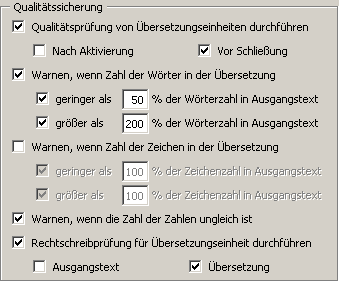 Qualitätssicherung
Qualitätsprüfung von Übersetzungseinheiten durchführen
Nach Aktivierung Vor Schließung
Warnen, wenn Zahl der Wörter in der Übersetzung
geringer als 50 % der Wörterzahl in Ausgangstext
größer als 200 % der Wörterzahl in Ausgangstext
Warnen, wenn Zahl der Zeichen in der Übersetzung
geringer als 100 % der Zeichenzahl in Ausgangstext
größer als 100 % der Zeichenzahl in Ausgangstext
Warnen, wenn die Zahl der Zahlen ungleich ist
Rechtschreibprüfung für Übersetzungseinheit durchführen
Ausgangstext Übersetzung